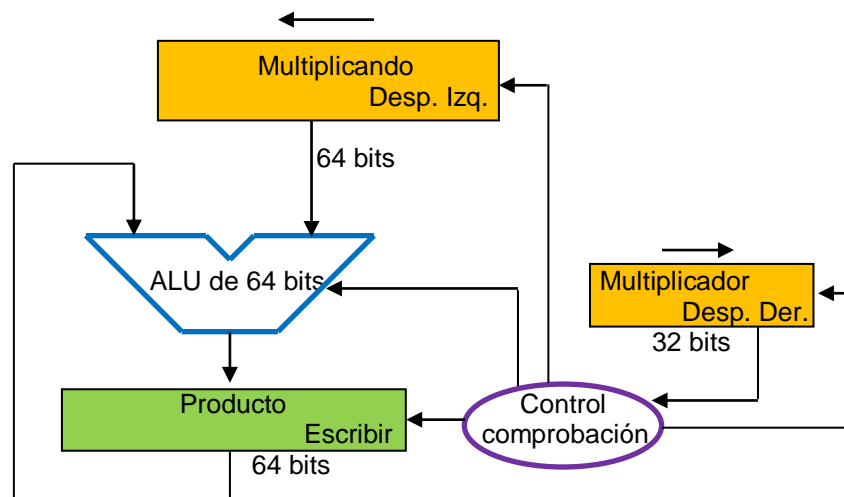 Multiplicando
Desp. Izq.
64 bits
ALU de 64 bits
Multiplicador
Desp. Der.
32 bits
Producto
Escribir
64 bits
Control
comprobación